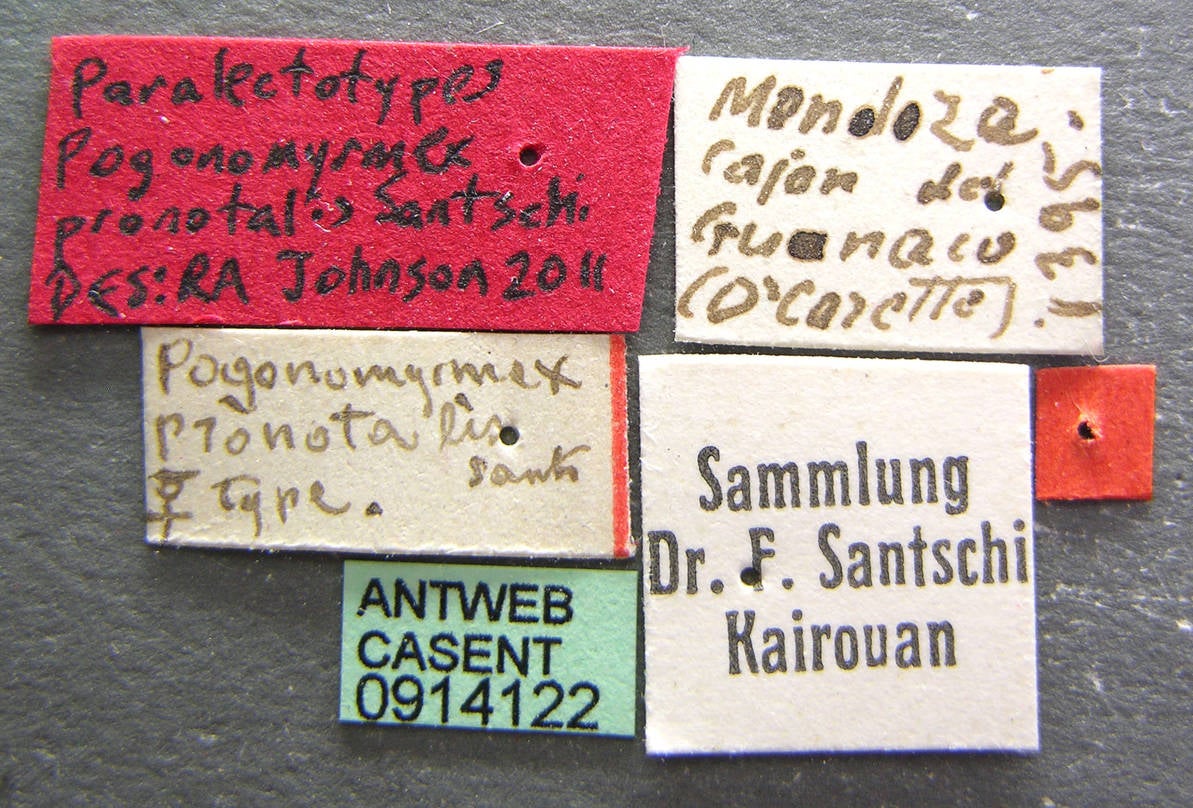 Paralectotypes
Pogonomyrmex
pronotalis Santschi.
DES: RA Johnson 2011
Mendoza.
Cajon del
Guanaco
(O'Carette)
1395
Pogonomyrmex
pronotalis
Sants
☿ Type.
ANTWEB
CASENT
0914122
Sammlung
Dr. F. Santschi
Kairouan